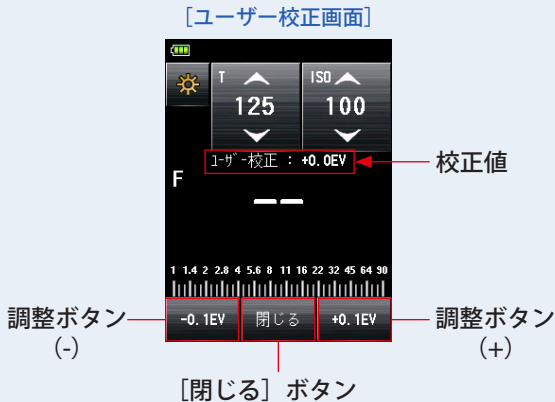 ［ユーザー校正画面］
T
ISO
125
100
ﾕｰｻﾞｰ校正 : +0.0EV
校正値
F
--
1 1.4 2 2.8 4 5.6 8 11 16 22 32 45 64 90
-0.1EV
閉じる
+0.1EV
調整ボタン
(-)
調整ボタン
(+)
［閉じる］ボタン